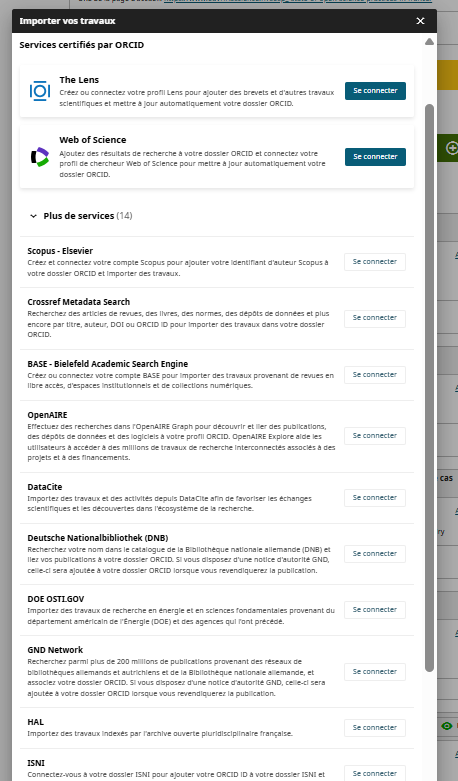 Importer vos travaux
Services certifiés par ORCID
The Lens
Créez ou connectez votre profil Lens pour ajouter des brevets et d'autres travaux
scientifiques et mettre à jour automatiquement votre dossier ORCID.
Se connecter
Web of Science
Ajoutez des résultats de recherche à votre dossier ORCID et connectez votre
profil de chercheur Web of Science pour mettre à jour automatiquement votre
dossier ORCID.
Se connecter
Plus de services (14)
Scopus - Elsevier
Créez et connectez votre compte Scopus pour ajouter votre identifiant d'auteur Scopus à
votre dossier ORCID et importer des travaux.
Se connecter
Crossref Metadata Search
Recherchez des articles de revues, des livres, des normes, des dépôts de données et plus
encore par titre, auteur, DOI ou ORCID iD pour importer des travaux dans votre dossier
ORCID.
Se connecter
BASE - Bielefeld Academic Search Engine
Créez ou connectez votre compte BASE pour importer des travaux provenant de revues en
libre accès, d'espaces institutionnels et de collections numériques.
Se connecter
OpenAIRE
Effectuez des recherches dans l'OpenAIRE Graph pour découvrir et lier des publications,
des dépôts de données et des logiciels à votre profil ORCID. OpenAIRE Explore aide les
utilisateurs à accéder à des millions de travaux de recherche interconnectés associés à des
projets et à des financements.
Se connecter
DataCite
Importez des travaux et des activités depuis DataCite afin de favoriser les échanges
scientifiques et les découvertes dans l'écosystème de la recherche.
Se connecter
Deutsche Nationalbibliothek (DNB)
Recherchez votre nom dans le catalogue de la Bibliothèque nationale allemande (DNB) et
liez vos publications à votre dossier ORCID. Si vous disposez d'une notice d'autorité GND,
celle-ci sera ajoutée à votre dossier ORCID lorsque vous revendiquerez la publication.
Se connecter
DOE OSTI.GOV
Importez des travaux de recherche en énergie et en sciences fondamentales provenant du
département américain de l'Énergie (DOE) et des agences qui l'ont précédé.
Se connecter
GND Network
Recherchez parmi plus de 200 millions de publications provenant des réseaux de
bibliothèques allemands et autrichiens et de la Bibliothèque nationale allemande, et
associez votre dossier ORCID. Si vous disposez d'une notice d'autorité GND, celle-ci sera
ajoutée à votre dossier ORCID lorsque vous revendiquerez la publication.
Se connecter
HAL
Importez des travaux indexés par l'archive ouverte pluridisciplinaire française.
Se connecter
ISNI
Connectez-vous à votre dossier ISNI pour ajouter votre ORCID iD à votre dossier ISNI et
Se connecter
cas
ry